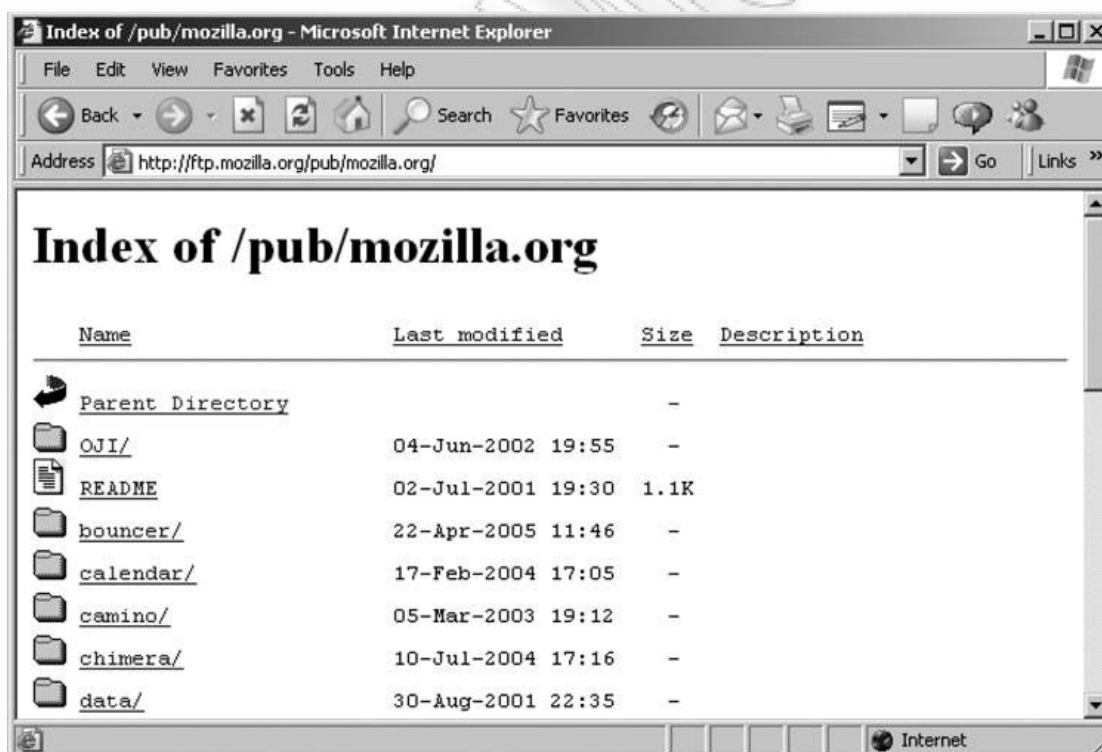 Index of /pub/mozilla.org - Microsoft Internet Explorer
File Edit View Favorites Tools Help
Back Search Favorites
Address http://ftp.mozilla.org/pub/mozilla.org/ Go Links »
Index of /pub/mozilla.org
Name Last modified Size Description
Parent Directory -
OJI/ 04-Jun-2002 19:55 -
README 02-Jul-2001 19:30 1.1K
bouncer/ 22-Apr-2005 11:46 -
calendar/ 17-Feb-2004 17:05 -
camino/ 05-Mar-2003 19:12 -
chimera/ 10-Jul-2004 17:16 -
data/ 30-Aug-2001 22:35 -
Internet